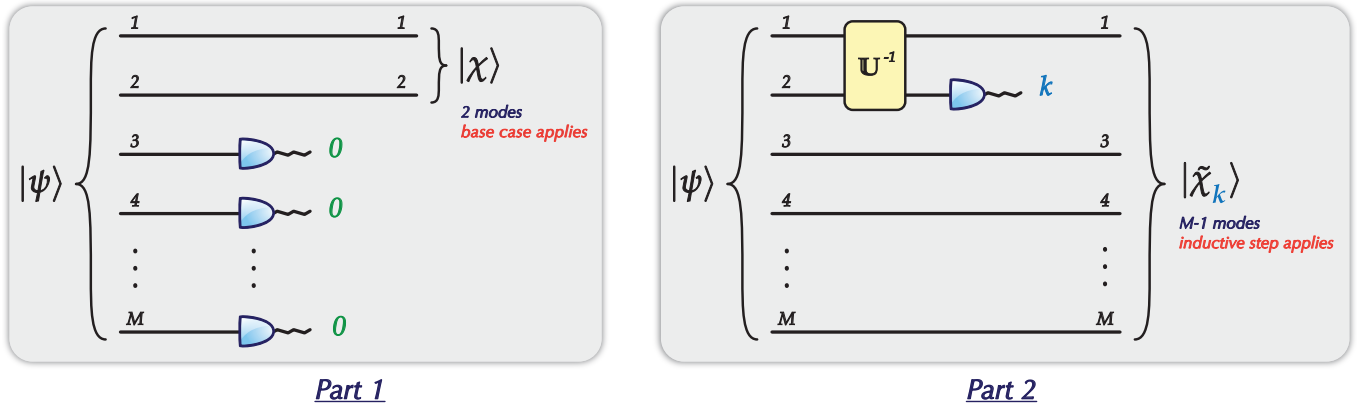 1 1
2 2
|χ⟩
2 modes
base case applies
3 0
|ψ⟩
4 0
M 0
Part 1
1 1
U⁻¹
2 k
3 3
|ψ⟩
|χ̃ₖ⟩
4 4
M-1 modes
inductive step applies
M M
Part 2